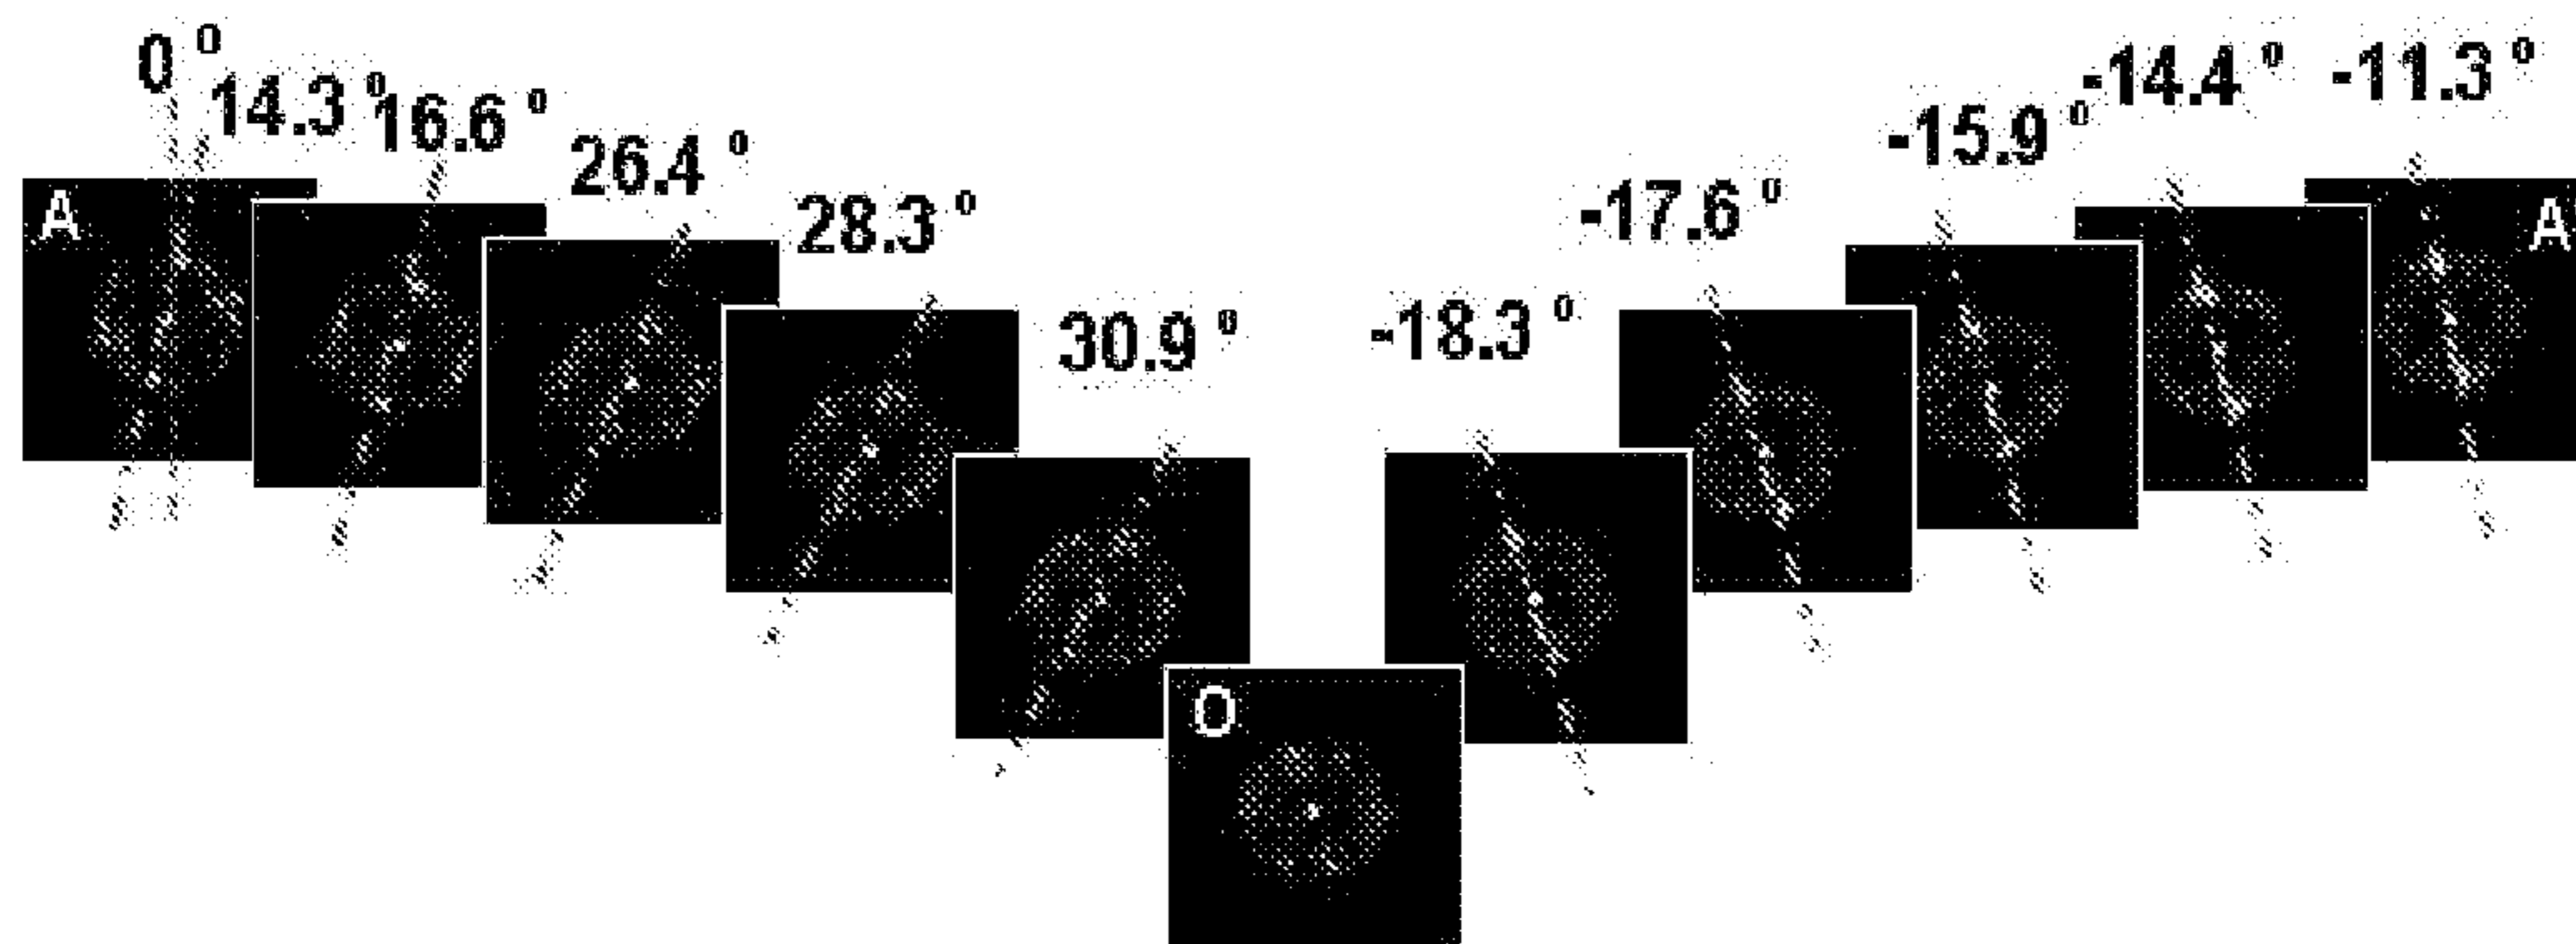 0 º
14.3 º
16.6 º
26.4 º
28.3 º
30.9 º
-18.3 º
-17.6 º
-15.9 º
-14.4 º
-11.3 º
A
A'
O